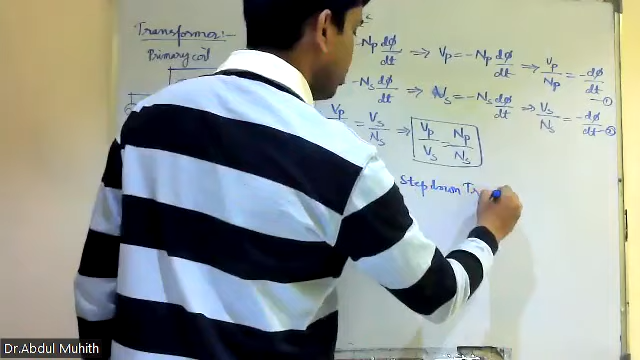 Transformer:-
Primary coil
-Np dφ/dt ⇒ Vp = -Np dφ/dt ⇒ Vp/Np = -dφ/dt —①
-Ns dφ/dt ⇒ Vs = -Ns dφ/dt ⇒ Vs/Ns = -dφ/dt —②
Vp = Vs/Ns ⇒ Vp/Vs = Np/Ns
Step down Tr
Dr.Abdul Muhith